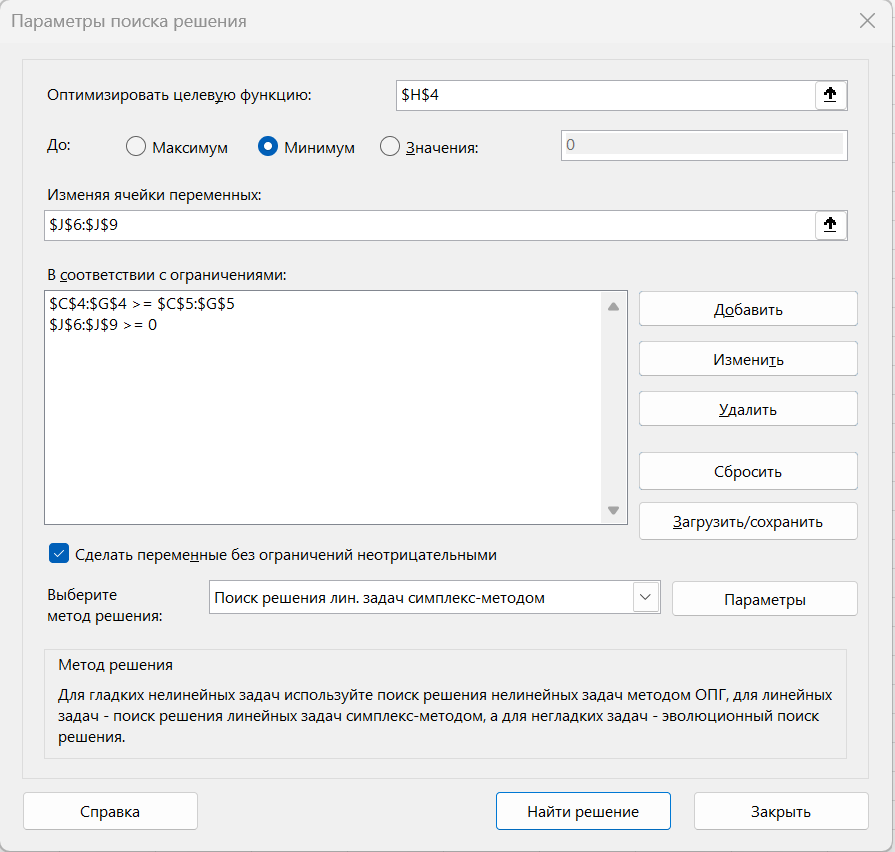 Параметры поиска решения
Оптимизировать целевую функцию:
$H$4
До:
Максимум
Минимум
Значения:
0
Изменяя ячейки переменных:
$J$6:$J$9
В соответствии с ограничениями:
$C$4:$G$4 >= $C$5:$G$5
$J$6:$J$9 >= 0
Добавить
Изменить
Удалить
Сбросить
Загрузить/сохранить
Сделать переменные без ограничений неотрицательными
Выберите
метод решения:
Поиск решения лин. задач симплекс-методом
Параметры
Метод решения
Для гладких нелинейных задач используйте поиск решения нелинейных задач методом ОПГ, для линейных
задач - поиск решения линейных задач симплекс-методом, а для негладких задач - эволюционный поиск
решения.
Справка
Найти решение
Закрыть